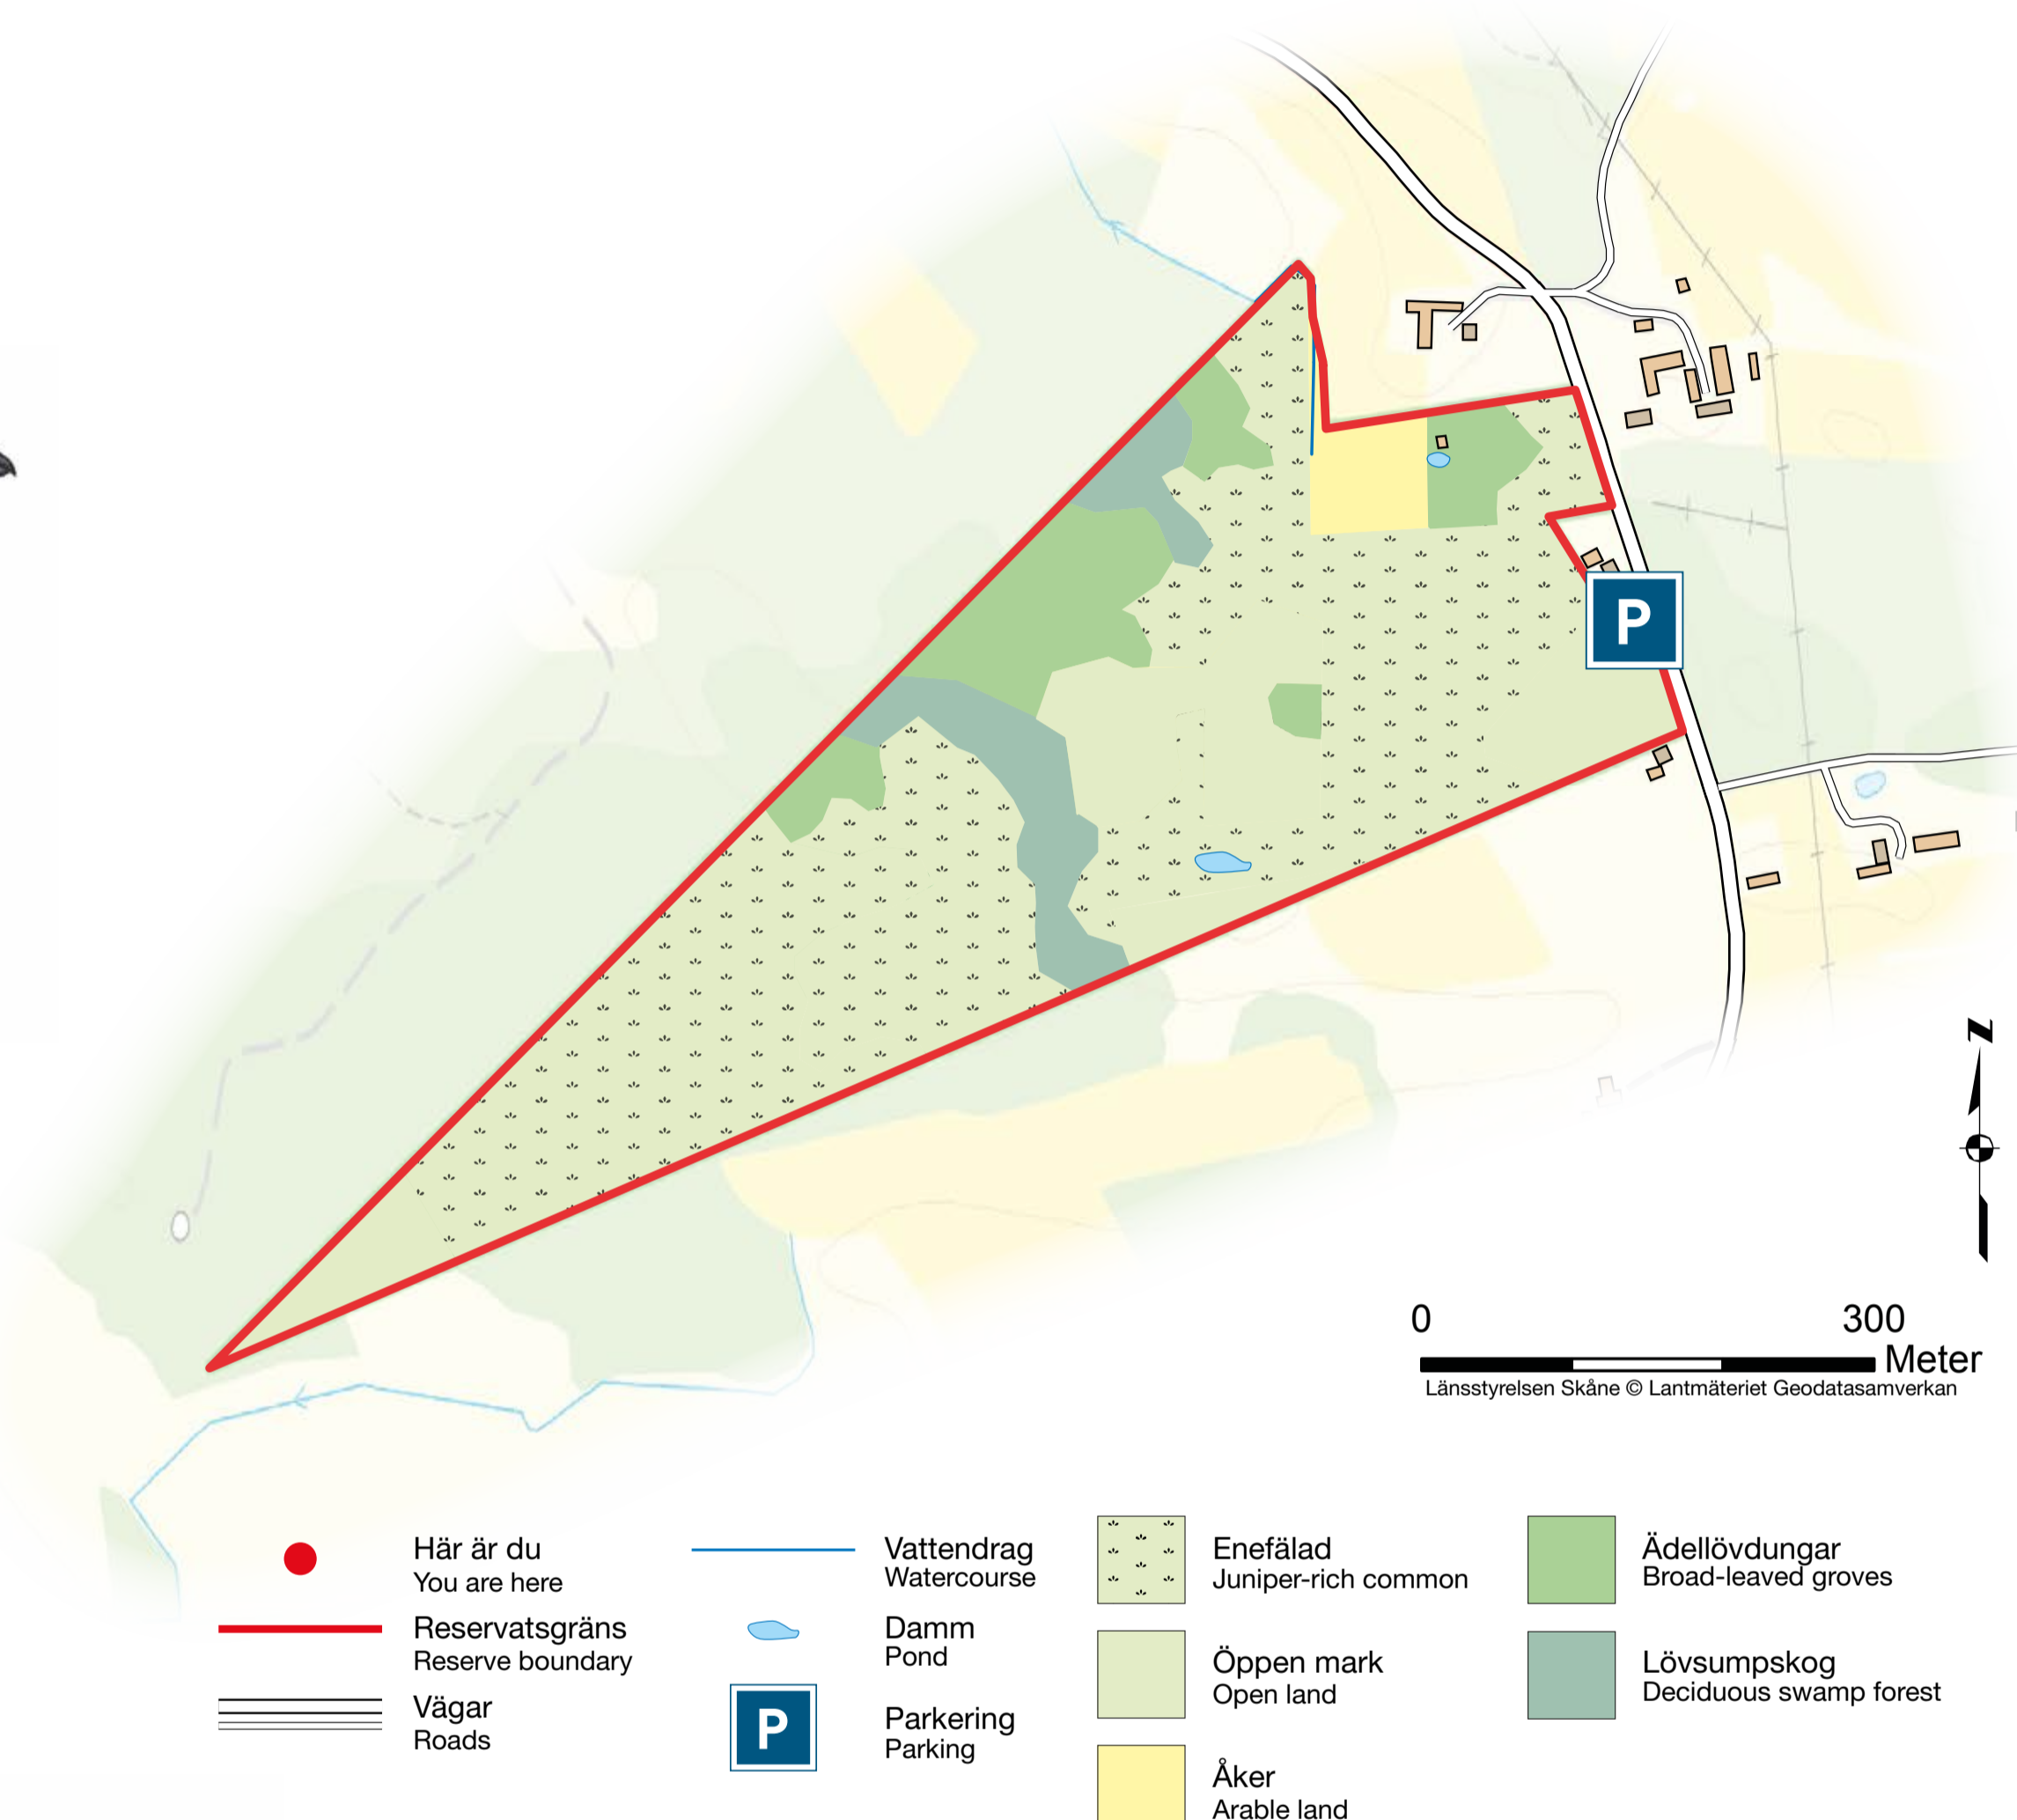 P
N
0 300
Meter
Länsstyrelsen Skåne © Lantmäteriet Geodatasamverkan
Här är du
You are here
Reservatsgräns
Reserve boundary
Vägar
Roads
Vattendrag
Watercourse
Damm
Pond
P
Parkering
Parking
Enefälad
Juniper-rich common
Öppen mark
Open land
Åker
Arable land
Ädellövdungar
Broad-leaved groves
Lövsumpskog
Deciduous swamp forest